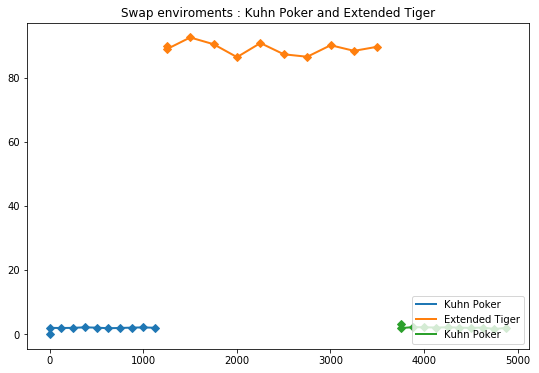 Swap enviroments : Kuhn Poker and Extended Tiger
80
60
40
20
0
Kuhn Poker
Extended Tiger
Kuhn Poker
0 1000 2000 3000 4000 5000